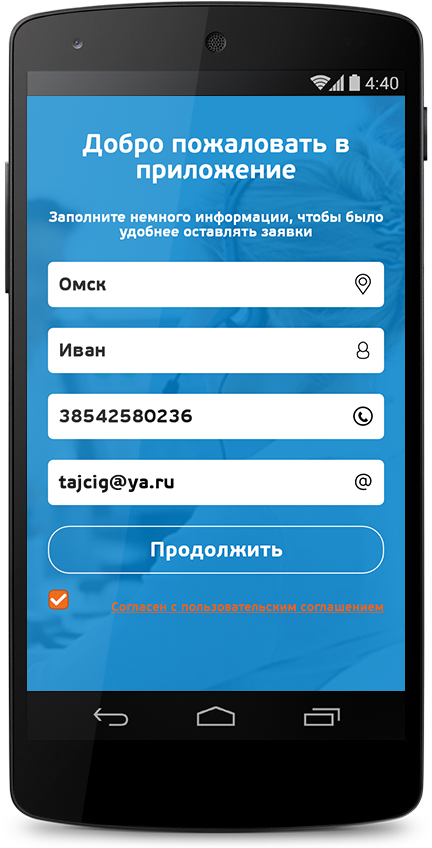 4:40
Добро пожаловать в
приложение
Заполните немного информации, чтобы было
удобнее оставлять заявки
Омск
Иван
38542580236
tajcig@ya.ru
Продолжить
Согласен с пользовательским соглашением